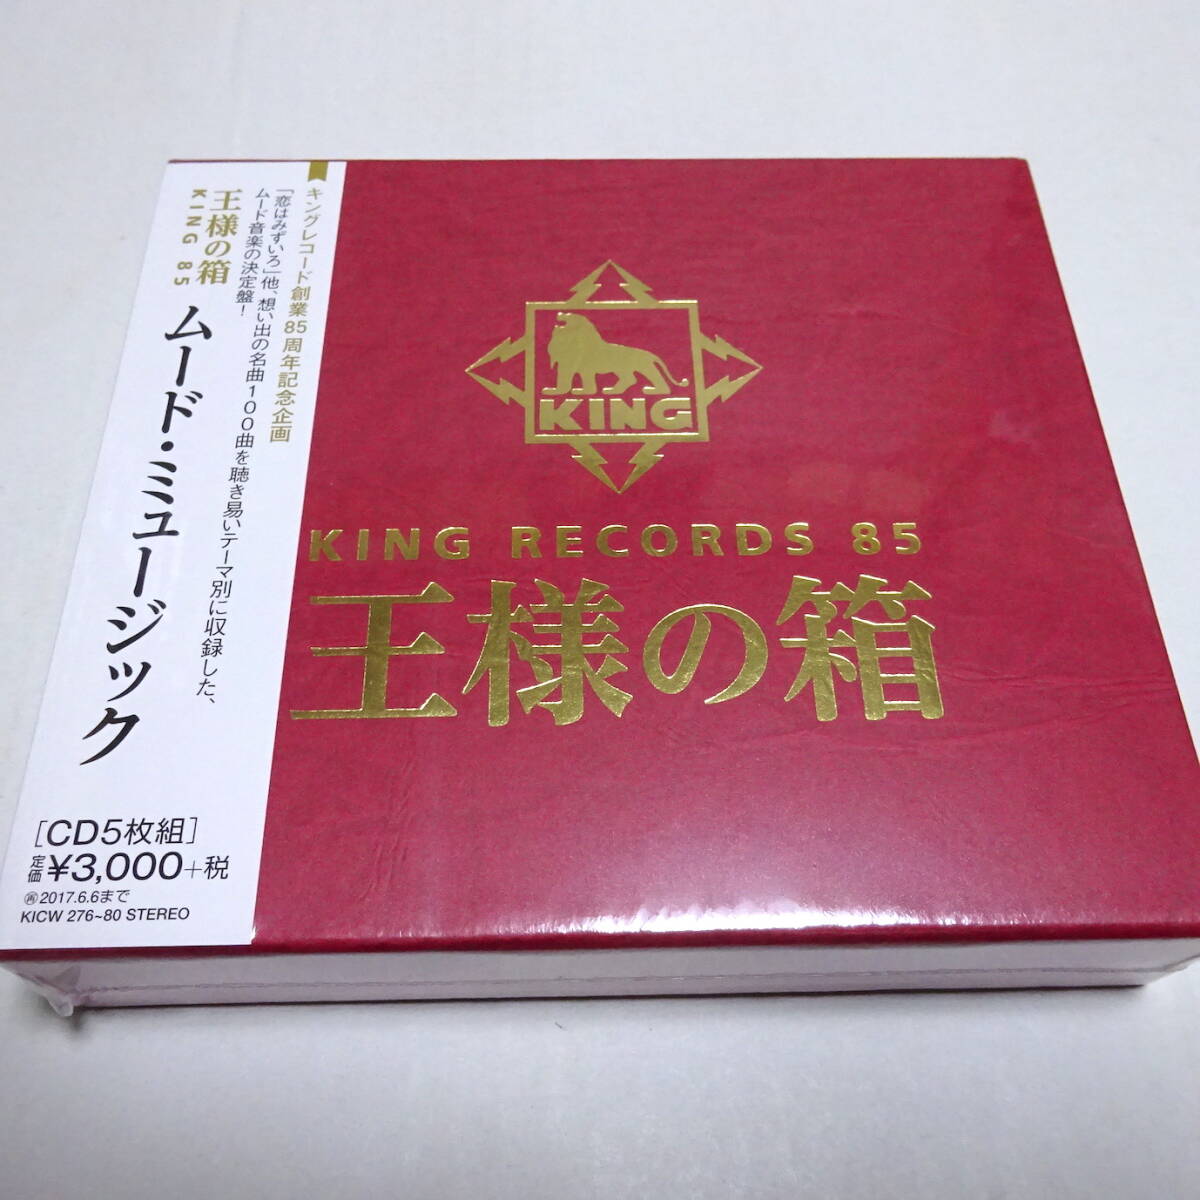 キングレコード創業85周年記念企画
「恋はみずいろ」他、想い出の名曲100曲を聴き易いテーマ別に収録した、
ムード音楽の決定盤！
王様の箱
KING 85
ムード・ミュージック
[CD5枚組]
定価¥3,000+税
㋐2017.6.6まで
KICW 276~80 STEREO
KING
KING RECORDS 85
王様の箱